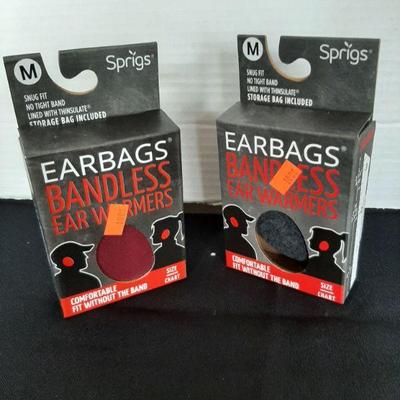 M
Sprigs®
SNUG FIT
NO TIGHT BAND
LINED WITH THINSULATE®
STORAGE BAG INCLUDED
EARBAGS®
BANDLESS
EAR WARMERS
COMFORTABLE
FIT WITHOUT THE BAND
SIZE
CHART
M
Sprigs®
SNUG FIT
NO TIGHT BAND
LINED WITH THINSULATE®
STORAGE BAG INCLUDED
EARBAGS®
BANDLESS
EAR WARMERS
COMFORTABLE
FIT WITHOUT THE BAND
SIZE
CHART